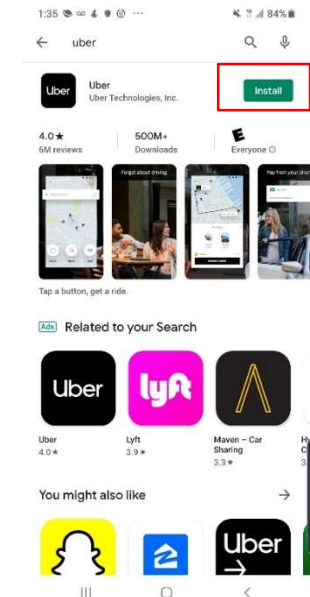 1:35
84%
uber
Uber
Uber
Uber Technologies, Inc.
Install
4.0★
6M reviews
500M+
Downloads
E
Everyone
Forget about driving
Pay from your phone
Tap a button, get a ride.
Ads Related to your Search
Uber
lyft
Uber
4.0★
Lyft
3.9★
Maven – Car
Sharing
3.3★
You might also like
Uber